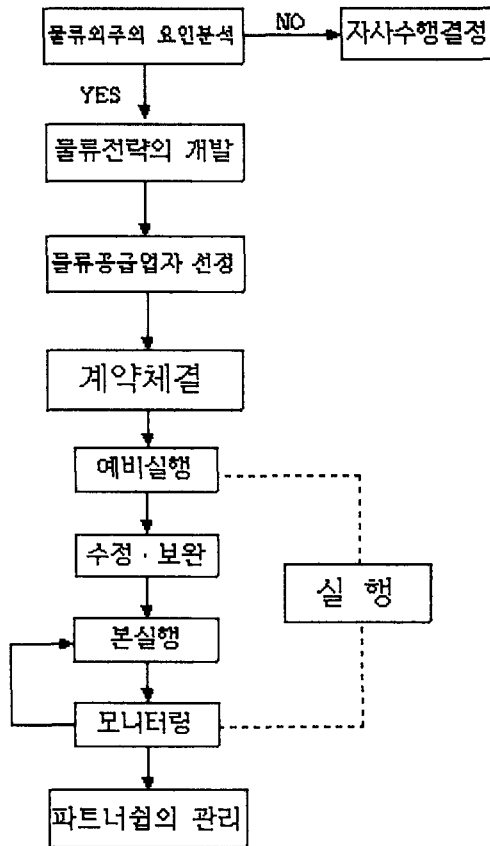 물류외주의 요인분석
NO
자사수행결정
YES
물류전략의 개발
물류공급업자 선정
계약체결
예비실행
수정·보완
실 행
본실행
모니터링
파트너쉽의 관리